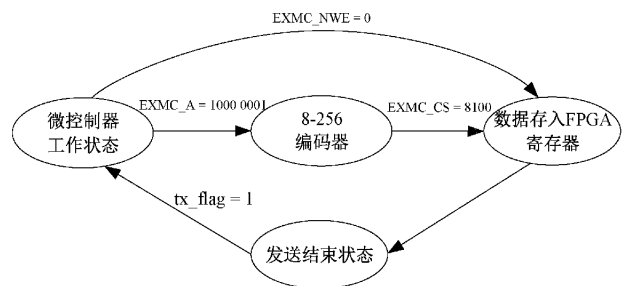 EXMC_NWE = 0
微控制器
工作状态
EXMC_A = 1000 0001
8-256
编码器
EXMC_CS = 8100
数据存入FPGA
寄存器
tx_flag = 1
发送结束状态